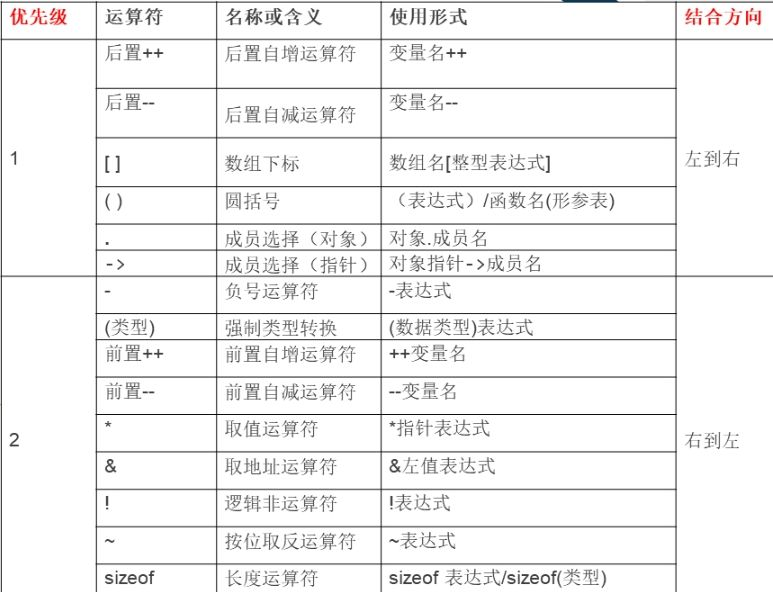 优先级 运算符 名称或含义 使用形式 结合方向
后置++ 后置自增运算符 变量名++
后置-- 后置自减运算符 变量名--
1 [ ] 数组下标 数组名[整型表达式] 左到右
( ) 圆括号 （表达式）/函数名(形参表)
. 成员选择（对象） 对象.成员名
-> 成员选择（指针） 对象指针->成员名
- 负号运算符 -表达式
(类型) 强制类型转换 (数据类型)表达式
前置++ 前置自增运算符 ++变量名
前置-- 前置自减运算符 --变量名
* 取值运算符 *指针表达式
2 & 取地址运算符 &左值表达式 右到左
! 逻辑非运算符 !表达式
~ 按位取反运算符 ~表达式
sizeof 长度运算符 sizeof 表达式/sizeof(类型)